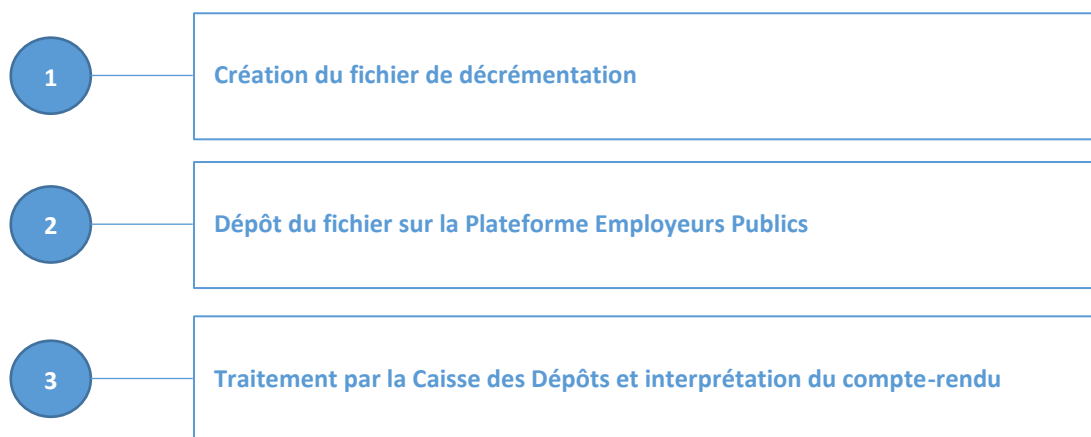 1
Création du fichier de décrémentation
2
Dépôt du fichier sur la Plateforme Employeurs Publics
3
Traitement par la Caisse des Dépôts et interprétation du compte-rendu